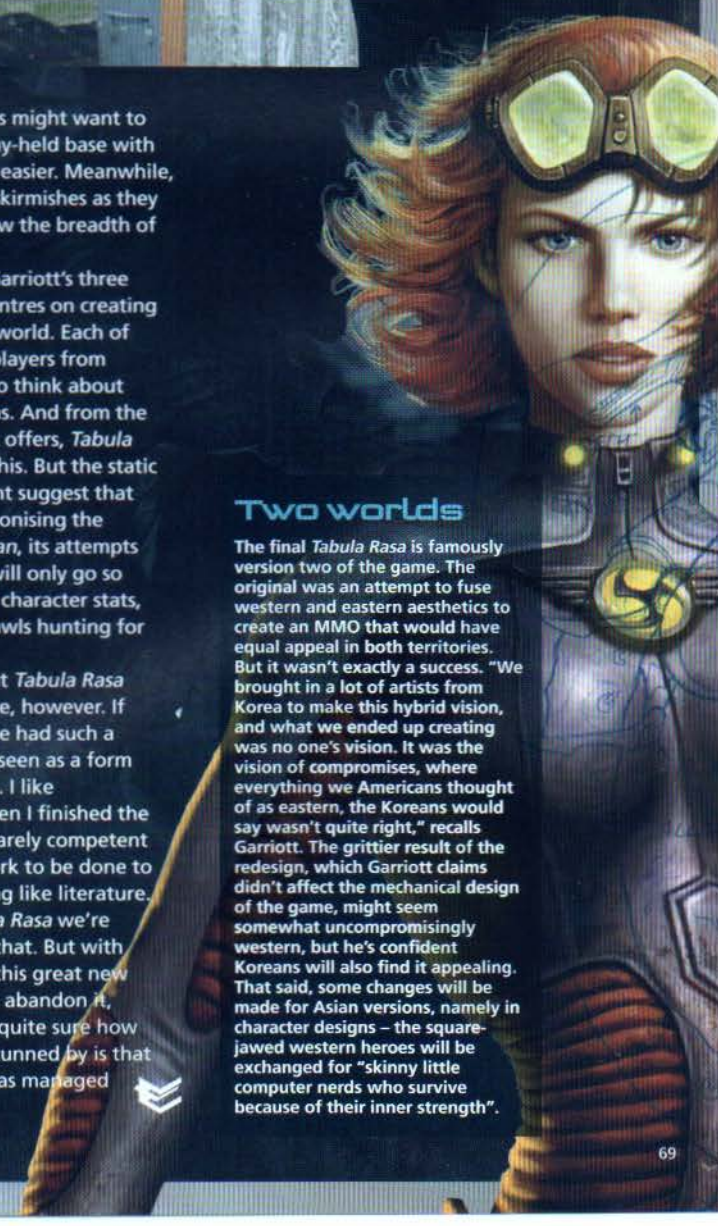 s might want to
y-held base with
easier. Meanwhile,
kirmishes as they
w the breadth of
arriott's three
ntres on creating
world. Each of
layers from
o think about
s. And from the
offers, Tabula
his. But the static
nt suggest that
onising the
an, its attempts
will only go so
character stats,
wls hunting for
t Tabula Rasa
e, however. If
e had such a
seen as a form
. I like
en I finished the
arely competent
rk to be done to
g like literature.
a Rasa we're
that. But with
this great new
abandon it,
quite sure how
unned by is that
as managed
Two worlds
The final Tabula Rasa is famously
version two of the game. The
original was an attempt to fuse
western and eastern aesthetics to
create an MMO that would have
equal appeal in both territories.
But it wasn't exactly a success. "We
brought in a lot of artists from
Korea to make this hybrid vision,
and what we ended up creating
was no one's vision. It was the
vision of compromises, where
everything we Americans thought
of as eastern, the Koreans would
say wasn't quite right," recalls
Garriott. The grittier result of the
redesign, which Garriott claims
didn't affect the mechanical design
of the game, might seem
somewhat uncompromisingly
western, but he's confident
Koreans will also find it appealing.
That said, some changes will be
made for Asian versions, namely in
character designs – the square-
jawed western heroes will be
exchanged for "skinny little
computer nerds who survive
because of their inner strength".
69